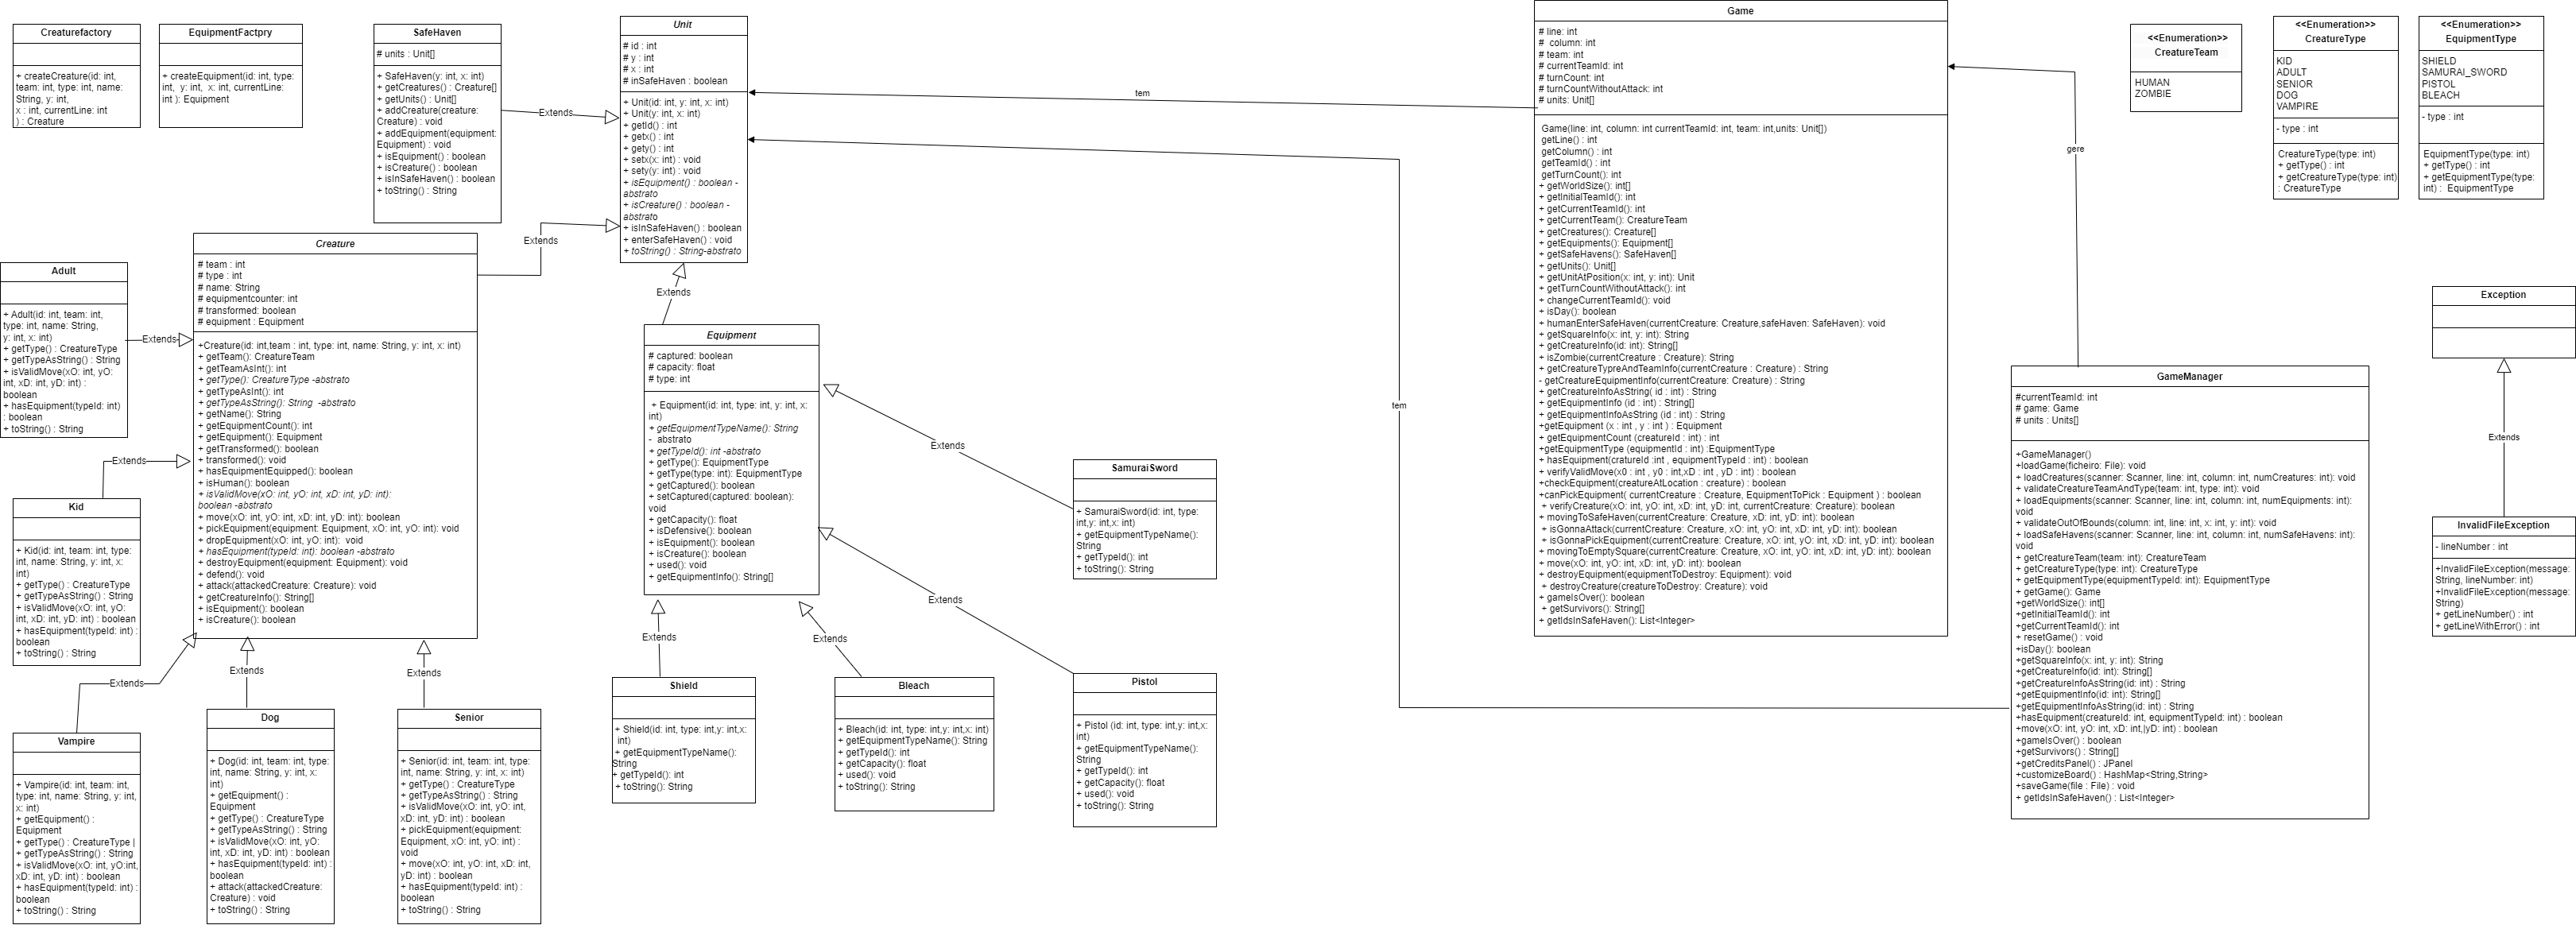 Creaturefactory
+ createCreature(id: int,
team: int, type: int, name:
String, y: int,
x : int, currentLine: int
) : Creature
EquipmentFactpry
+ createEquipment(id: int, type:
int,  y: int,  x: int, currentLine:
int ): Equipment
SafeHaven
# units : Unit[]
+ SafeHaven(y: int, x: int)
+ getCreatures() : Creature[]
+ getUnits() : Unit[]
+ addCreature(creature:
Creature) : void
+ addEquipment(equipment:
Equipment) : void
+ isEquipment() : boolean
+ isCreature() : boolean
+ isInSafeHaven() : boolean
+ toString() : String
Extends
Unit
# id : int
# y : int
# x : int
# inSafeHaven : boolean
+ Unit(id: int, y: int, x: int)
+ Unit(y: int, x: int)
+ getId() : int
+ getx() : int
+ gety() : int
+ setx(x: int) : void
+ sety(y: int) : void
+ isEquipment() : boolean -
abstrato
+ isCreature() : boolean -
abstrato
+ isInSafeHaven() : boolean
+ enterSafeHaven() : void
+ toString() : String-abstrato
tem
tem
Extends
Extends
Game
# line: int
#  column: int
# team: int
# currentTeamId: int
# turnCount: int
# turnCountWithoutAttack: int
# units: Unit[]
Game(line: int, column: int currentTeamId: int, team: int,units: Unit[])
getLine() : int
getColumn() : int
getTeamId() : int
getTurnCount(): int
+ getWorldSize(): int[]
+ getInitialTeamId(): int
+ getCurrentTeamId(): int
+ getCurrentTeam(): CreatureTeam
+ getCreatures(): Creature[]
+ getEquipments(): Equipment[]
+ getSafeHavens(): SafeHaven[]
+ getUnits(): Unit[]
+ getUnitAtPosition(x: int, y: int): Unit
+ getTurnCountWithoutAttack(): int
+ changeCurrentTeamId(): void
+ isDay(): boolean
+ humanEnterSafeHaven(currentCreature: Creature,safeHaven: SafeHaven): void
+ getSquareInfo(x: int, y: int): String
+ getCreatureInfo(id: int): String[]
+ isZombie(currentCreature : Creature): String
+ getCreatureTypreAndTeamInfo(currentCreature : Creature) : String
- getCreatureEquipmentInfo(currentCreature: Creature) : String
+ getCreatureInfoAsString( id : int) : String
+ getEquipmentInfo (id : int) : String[]
+ getEquipmentInfoAsString (id : int) : String
+getEquipment (x : int , y : int ) : Equipment
+ getEquipmentCount (creatureId : int) : int
+getEquipmentType (equipmentId : int) :EquipmentType
+ hasEquipment(cratureId :int , equipmentTypeId : int) : boolean
+ verifyValidMove(x0 : int , y0 : int,xD : int , yD : int) : boolean
+checkEquipment(creatureAtLocation : creature) : boolean
+canPickEquipment( currentCreature : Creature, EquipmentToPick : Equipment ) : boolean
+ verifyCreature(xO: int, yO: int, xD: int, yD: int, currentCreature: Creature): boolean
+ movingToSafeHaven(currentCreature: Creature, xD: int, yD: int): boolean
+ isGonnaAttack(currentCreature: Creature, xO: int, yO: int, xD: int, yD: int): boolean
+ isGonnaPickEquipment(currentCreature: Creature, xO: int, yO: int, xD: int, yD: int): boolean
+ movingToEmptySquare(currentCreature: Creature, xO: int, yO: int, xD: int, yD: int): boolean
+ move(xO: int, yO: int, xD: int, yD: int): boolean
+ destroyEquipment(equipmentToDestroy: Equipment): void
+ destroyCreature(creatureToDestroy: Creature): void
+ gameIsOver(): boolean
+ getSurvivors(): String[]
+ getIdsInSafeHaven(): List<Integer>
gere
<<Enumeration>>
CreatureTeam
HUMAN
ZOMBIE
<<Enumeration>>
CreatureType
KID
ADULT
SENIOR
DOG
VAMPIRE
- type : int
CreatureType(type: int)
+ getType() : int
+ getCreatureType(type: int)
: CreatureType
<<Enumeration>>
EquipmentType
SHIELD
SAMURAI_SWORD
PISTOL
BLEACH
- type : int
EquipmentType(type: int)
+ getType() : int
+ getEquipmentType(type:
int) :  EquipmentType
Creature
# team : int
# type : int
# name: String
# equipmentcounter: int
# transformed: boolean
# equipment : Equipment
+Creature(id: int,team : int, type: int, name: String, y: int, x: int)
+ getTeam(): CreatureTeam
+ getTeamAsInt(): int
+ getType(): CreatureType -abstrato
+ getTypeAsInt(): int
+ getTypeAsString(): String  -abstrato
+ getName(): String
+ getEquipmentCount(): int
+ getEquipment(): Equipment
+ getTransformed(): boolean
+ transformed(): void
+ hasEquipmentEquipped(): boolean
+ isHuman(): boolean
+ isValidMove(xO: int, yO: int, xD: int, yD: int):
boolean -abstrato
+ move(xO: int, yO: int, xD: int, yD: int): boolean
+ pickEquipment(equipment: Equipment, xO: int, yO: int): void
+ dropEquipment(xO: int, yO: int):  void
+ hasEquipment(typeId: int): boolean -abstrato
+ destroyEquipment(equipment: Equipment): void
+ defend(): void
+ attack(attackedCreature: Creature): void
+ getCreatureInfo(): String[]
+ isEquipment(): boolean
+ isCreature(): boolean
Adult
+ Adult(id: int, team: int,
type: int, name: String,
y: int, x: int)
+ getType() : CreatureType
+ getTypeAsString() : String
+ isValidMove(xO: int, yO:
int, xD: int, yD: int) :
boolean
+ hasEquipment(typeId: int)
: boolean
+ toString() : String
Extends
Extends
Kid
+ Kid(id: int, team: int, type:
int, name: String, y: int, x:
int)
+ getType() : CreatureType
+ getTypeAsString() : String
+ isValidMove(xO: int, yO:
int, xD: int, yD: int) : boolean
+ hasEquipment(typeId: int) :
boolean
+ toString() : String
Extends
Extends
Extends
Vampire
+ Vampire(id: int, team: int,
type: int, name: String, y: int,
x: int)
+ getEquipment() :
Equipment
+ getType() : CreatureType |
+ getTypeAsString() : String
+ isValidMove(xO: int, yO:int,
xD: int, yD: int) : boolean
+ hasEquipment(typeId: int) :
boolean
+ toString() : String
Dog
+ Dog(id: int, team: int, type:
int, name: String, y: int, x:
int)
+ getEquipment() :
Equipment
+ getType() : CreatureType
+ getTypeAsString() : String
+ isValidMove(xO: int, yO:
int, xD: int, yD: int) : boolean
+ hasEquipment(typeId: int) :
boolean
+ attack(attackedCreature:
Creature) : void
+ toString() : String
Senior
+ Senior(id: int, team: int, type:
int, name: String, y: int, x: int)
+ getType() : CreatureType
+ getTypeAsString() : String
+ isValidMove(xO: int, yO: int,
xD: int, yD: int) : boolean
+ pickEquipment(equipment:
Equipment, xO: int, yO: int) :
void
+ move(xO: int, yO: int, xD: int,
yD: int) : boolean
+ hasEquipment(typeId: int) :
boolean
+ toString() : String
Equipment
# captured: boolean
# capacity: float
# type: int
+ Equipment(id: int, type: int, y: int, x:
int)
+ getEquipmentTypeName(): String
-  abstrato
+ getTypeId(): int -abstrato
+ getType(): EquipmentType
+ getType(type: int): EquipmentType
+ getCaptured(): boolean
+ setCaptured(captured: boolean):
void
+ getCapacity(): float
+ isDefensive(): boolean
+ isEquipment(): boolean
+ isCreature(): boolean
+ used(): void
+ getEquipmentInfo(): String[]
Extends
Extends
Extends
Extends
SamuraiSword
+ SamuraiSword(id: int, type:
int,y: int,x: int)
+ getEquipmentTypeName():
String
+ getTypeId(): int
+ toString(): String
Shield
+ Shield(id: int, type: int,y: int,x:
int)
+ getEquipmentTypeName():
String
+ getTypeId(): int
+ toString(): String
Bleach
+ Bleach(id: int, type: int,y: int,x: int)
+ getEquipmentTypeName(): String
+ getTypeId(): int
+ getCapacity(): float
+ used(): void
+ toString(): String
Pistol
+ Pistol (id: int, type: int,y: int,x:
int)
+ getEquipmentTypeName():
String
+ getTypeId(): int
+ getCapacity(): float
+ used(): void
+ toString(): String
GameManager
#currentTeamId: int
# game: Game
# units : Units[]
+GameManager()
+loadGame(ficheiro: File): void
+ loadCreatures(scanner: Scanner, line: int, column: int, numCreatures: int): void
+ validateCreatureTeamAndType(team: int, type: int): void
+ loadEquipments(scanner: Scanner, line: int, column: int, numEquipments: int):
void
+ validateOutOfBounds(column: int, line: int, x: int, y: int): void
+ loadSafeHavens(scanner: Scanner, line: int, column: int, numSafeHavens: int):
void
+ getCreatureTeam(team: int): CreatureTeam
+ getCreatureType(type: int): CreatureType
+ getEquipmentType(equipmentTypeId: int): EquipmentType
+ getGame(): Game
+getWorldSize(): int[]
+getInitialTeamId(): int
+getCurrentTeamId(): int
+ resetGame() : void
+isDay(): boolean
+getSquareInfo(x: int, y: int): String
+getCreatureInfo(id: int): String[]
+getCreatureInfoAsString(id: int) : String
+getEquipmentInfo(id: int): String[]
+getEquipmentInfoAsString(id: int) : String
+hasEquipment(creatureId: int, equipmentTypeId: int) : boolean
+move(xO: int, yO: int, xD: int,|yD: int) : boolean
+gameIsOver() : boolean
+getSurvivors() : String[]
+getCreditsPanel() : JPanel
+customizeBoard() : HashMap<String,String>
+saveGame(file : File) : void
+ getIdsInSafeHaven() : List<Integer>
Exception
Extends
InvalidFileException
- lineNumber : int
+InvalidFileException(message:
String, lineNumber: int)
+InvalidFileException(message:
String)
+ getLineNumber() : int
+ getLineWithError() : int